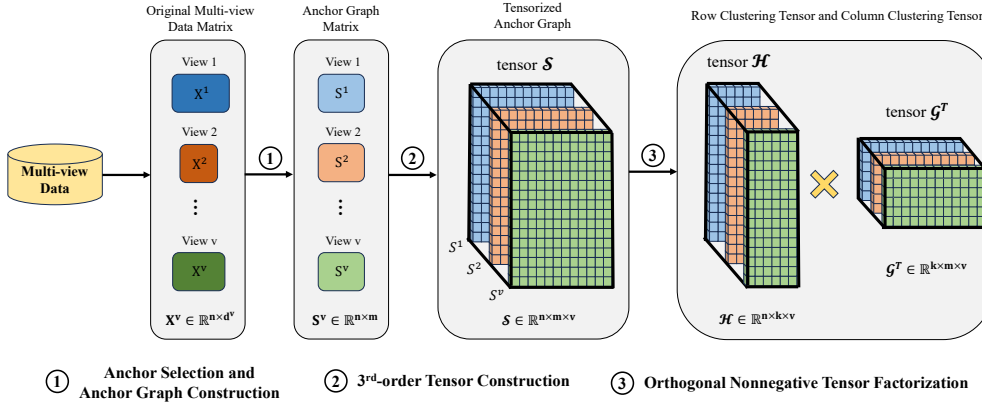 Original Multi-view
Data Matrix
Anchor Graph
Matrix
Tensorized
Anchor Graph
Row Clustering Tensor and Column Clustering Tensor
Multi-view
Data
View 1
X¹
View 2
X²
⋮
View v
Xᵛ
Xᵛ ∈ ℝⁿˣᵈᵛ
①
View 1
S¹
View 2
S²
⋮
View v
Sᵛ
Sᵛ ∈ ℝⁿˣᵐ
②
tensor 𝓢
S¹
S²
Sᵛ
𝓢 ∈ ℝⁿˣᵐˣᵛ
③
tensor 𝓗
𝓗 ∈ ℝⁿˣᵏˣᵛ
tensor 𝓖ᵀ
𝓖ᵀ ∈ ℝᵏˣᵐˣᵛ
① Anchor Selection and
Anchor Graph Construction
② 3ʳᵈ-order Tensor Construction
③ Orthogonal Nonnegative Tensor Factorization